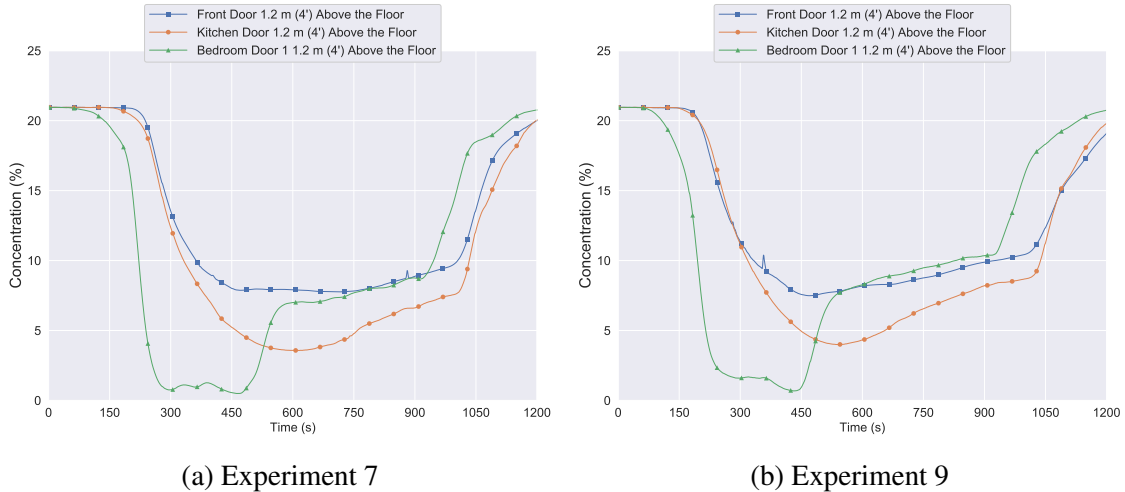 Front Door 1.2 m (4') Above the Floor
Kitchen Door 1.2 m (4') Above the Floor
Bedroom Door 1 1.2 m (4') Above the Floor
25
20
15
10
5
0
Concentration (%)
0 150 300 450 600 750 900 1050 1200
Time (s)
(a) Experiment 7
Front Door 1.2 m (4') Above the Floor
Kitchen Door 1.2 m (4') Above the Floor
Bedroom Door 1 1.2 m (4') Above the Floor
25
20
15
10
5
0
Concentration (%)
0 150 300 450 600 750 900 1050 1200
Time (s)
(b) Experiment 9